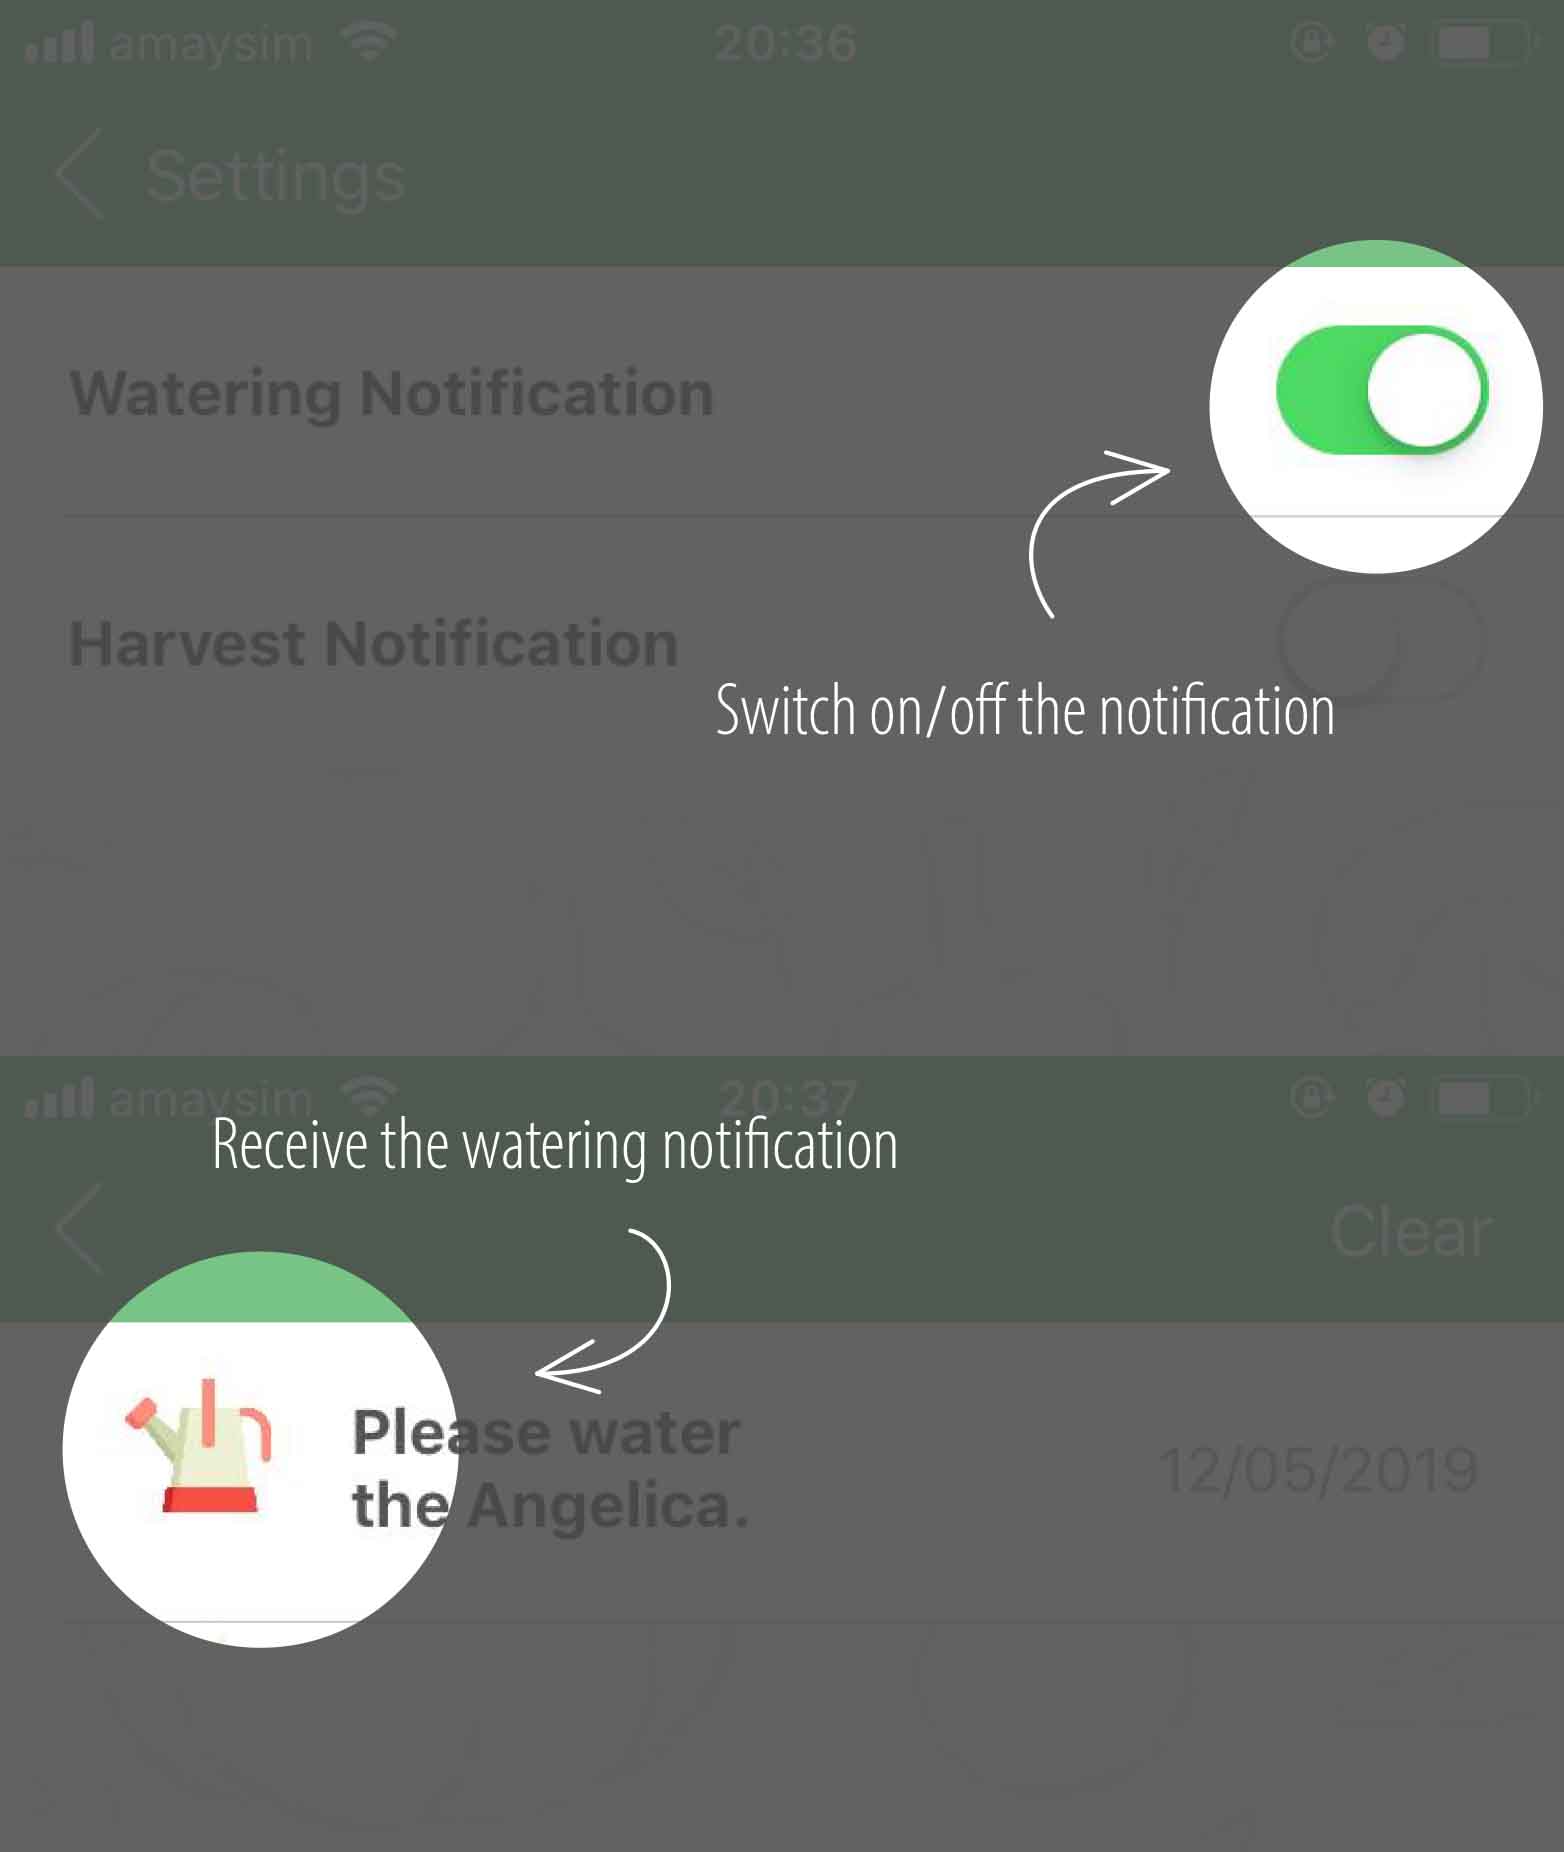 amaysim 20:36
Settings
Watering Notification
Harvest Notification
Switch on/off the notification
amaysim 20:37
Receive the watering notification
Clear
Please water
the Angelica.
12/05/2019